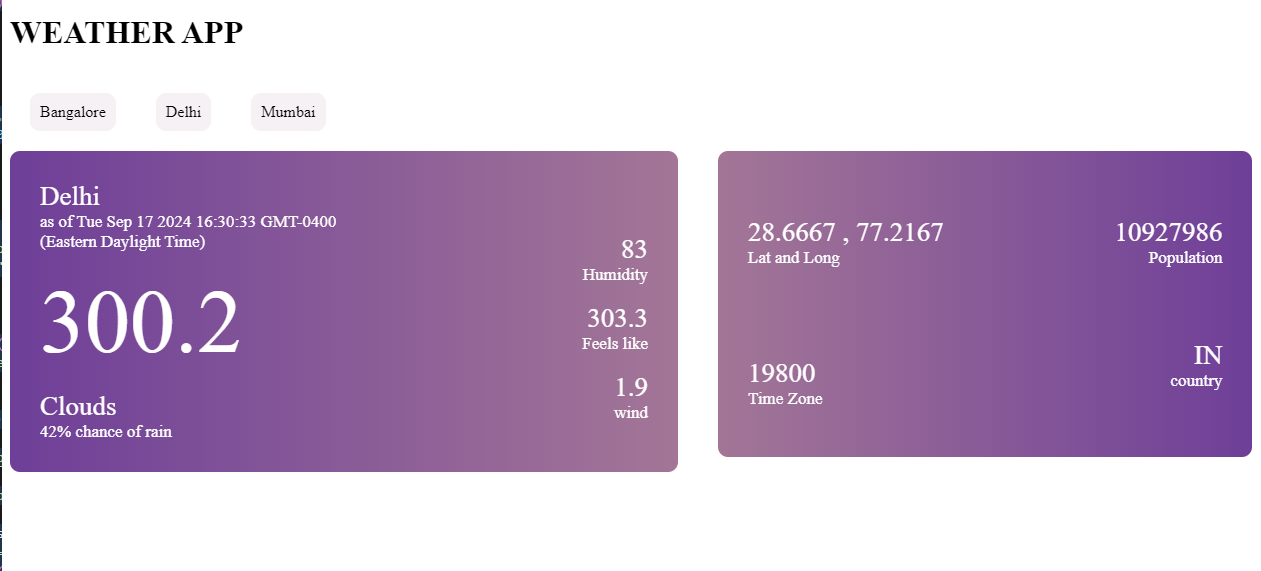 WEATHER APP
Bangalore
Delhi
Mumbai
Delhi
as of Tue Sep 17 2024 16:30:33 GMT-0400
(Eastern Daylight Time)
300.2
Clouds
42% chance of rain
83
Humidity
303.3
Feels like
1.9
wind
28.6667 , 77.2167
Lat and Long
10927986
Population
19800
Time Zone
IN
country